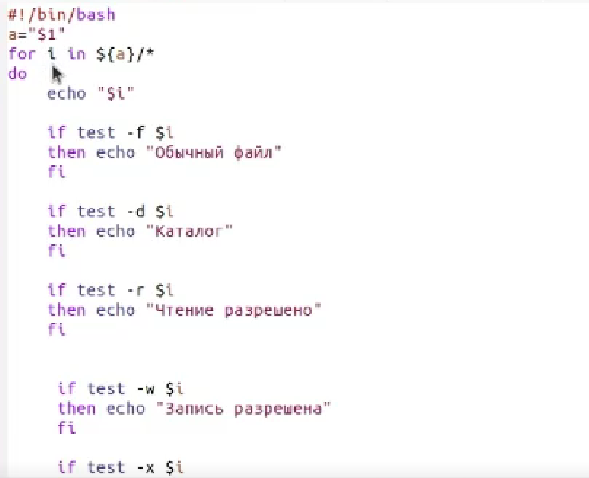 #!/bin/bash
a="$1"
for i in ${a}/*
do
echo "$i"
if test -f $i
then echo "Обычный файл"
fi
if test -d $i
then echo "Каталог"
fi
if test -r $i
then echo "Чтение разрешено"
fi
if test -w $i
then echo "Запись разрешена"
fi
if test -x $i